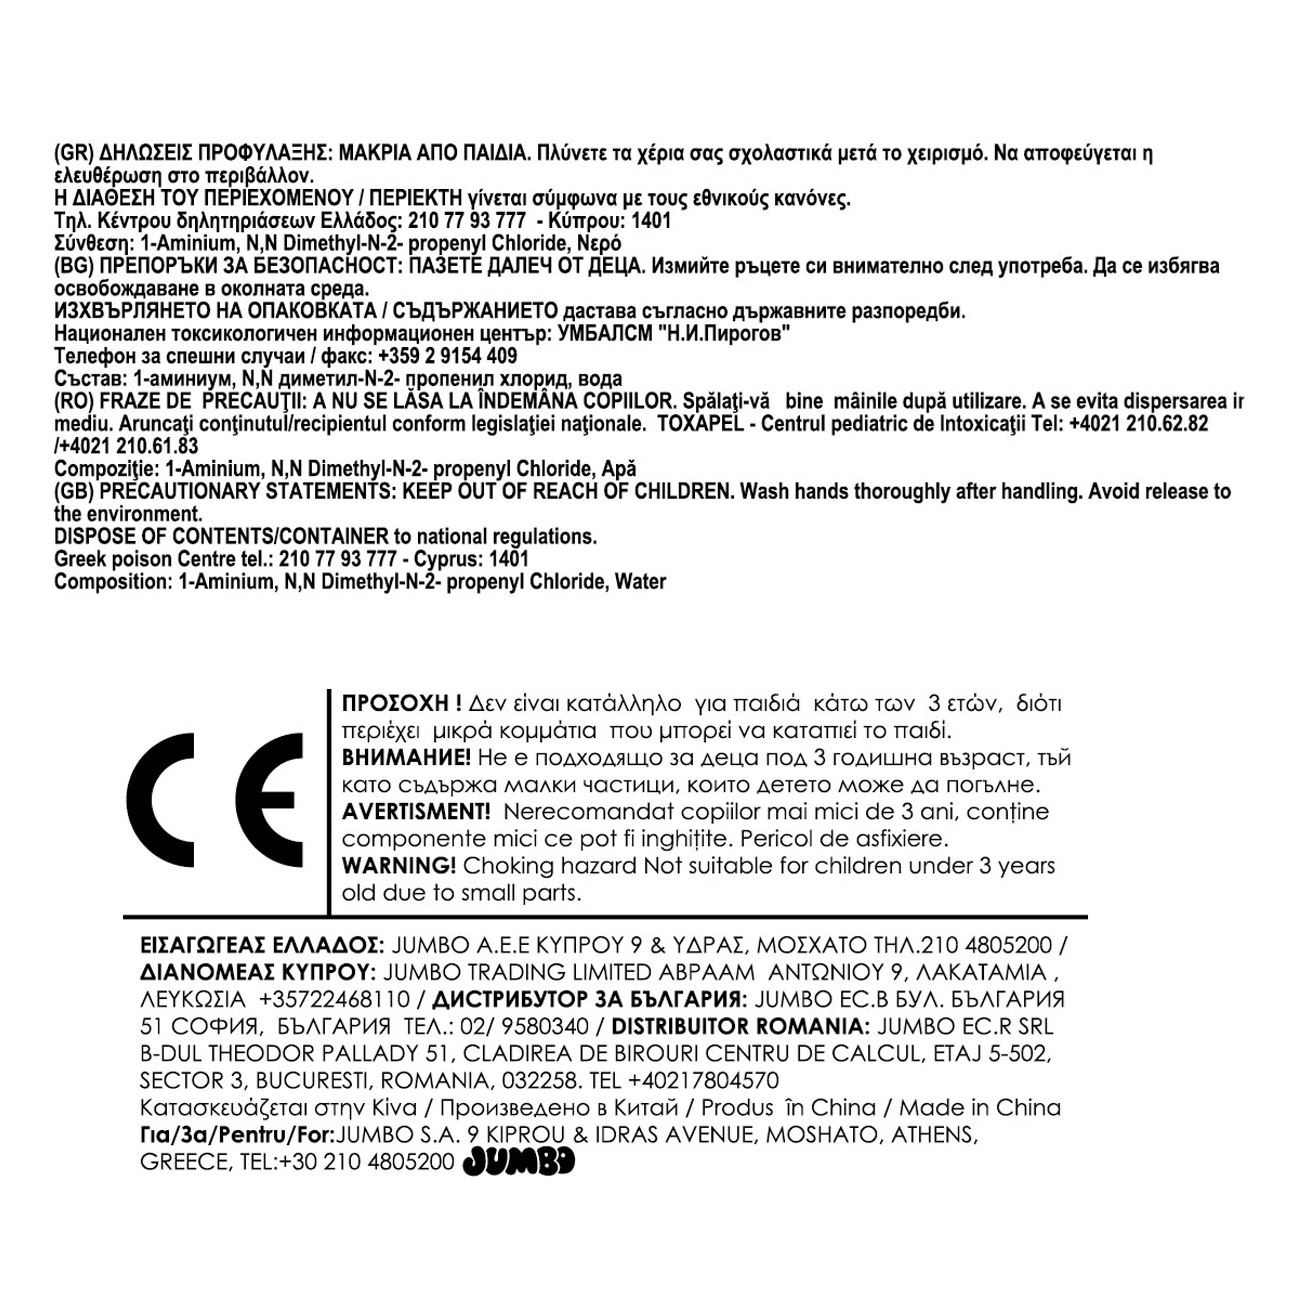 (GR) ΔΗΛΩΣΕΙΣ ΠΡΟΦΥΛΑΞΗΣ: ΜΑΚΡΙΑ ΑΠΟ ΠΑΙΔΙΑ. Πλύνετε τα χέρια σας σχολαστικά μετά το χειρισμό. Να αποφεύγεται η
ελευθέρωση στο περιβάλλον.
Η ΔΙΑΘΕΣΗ ΤΟΥ ΠΕΡΙΕΧΟΜΕΝΟΥ / ΠΕΡΙΕΚΤΗ γίνεται σύμφωνα με τους εθνικούς κανόνες.
Τηλ. Κέντρου δηλητηριάσεων Ελλάδος: 210 77 93 777 - Κύπρου: 1401
Σύνθεση: 1-Aminium, N,N Dimethyl-N-2- propenyl Chloride, Νερό
(BG) ПРЕПОРЪКИ ЗА БЕЗОПАСНОСТ: ПАЗЕТЕ ДАЛЕЧ ОТ ДЕЦА. Измийте ръцете си внимателно след употреба. Да се избягва
освобождаване в околната среда.
ИЗХВЪРЛЯНЕТО НА ОПАКОВКАТА / СЪДЪРЖАНИЕТО дастава съгласно държавните разпоредби.
Национален токсикологичен информационен център: УМБАЛСМ "Н.И.Пирогов"
Телефон за спешни случаи / факс: +359 2 9154 409
Състав: 1-аминиум, N,N диметил-N-2- пропенил хлорид, вода
(RO) FRAZE DE PRECAUŢII: A NU SE LĂSA LA ÎNDEMÂNA COPIILOR. Spălaţi-vă bine mâinile după utilizare. A se evita dispersarea in
mediu. Aruncaţi conţinutul/recipientul conform legislaţiei naţionale. TOXAPEL - Centrul pediatric de Intoxicaţii Tel: +4021 210.62.82
/+4021 210.61.83
Compoziţie: 1-Aminium, N,N Dimethyl-N-2- propenyl Chloride, Apă
(GB) PRECAUTIONARY STATEMENTS: KEEP OUT OF REACH OF CHILDREN. Wash hands thoroughly after handling. Avoid release to
the environment.
DISPOSE OF CONTENTS/CONTAINER to national regulations.
Greek poison Centre tel.: 210 77 93 777 - Cyprus: 1401
Composition: 1-Aminium, N,N Dimethyl-N-2- propenyl Chloride, Water
CE
ΠΡΟΣΟΧΗ ! Δεν είναι κατάλληλο για παιδιά κάτω των 3 ετών, διότι
περιέχει μικρά κομμάτια που μπορεί να καταπιεί το παιδί.
ВНИМАНИЕ! Не е подходящо за деца под 3 годишна възраст, тъй
като съдържа малки частици, които детето може да погълне.
AVERTISMENT! Nerecomandat copiilor mai mici de 3 ani, conține
componente mici ce pot fi inghițite. Pericol de asfixiere.
WARNING! Choking hazard Not suitable for children under 3 years
old due to small parts.
ΕΙΣΑΓΩΓΕΑΣ ΕΛΛΑΔΟΣ: JUMBO A.E.E ΚΥΠΡΟΥ 9 & ΥΔΡΑΣ, ΜΟΣΧΑΤΟ ΤΗΛ.210 4805200 /
ΔΙΑΝΟΜΕΑΣ ΚΥΠΡΟΥ: JUMBO TRADING LIMITED ΑΒΡΑΑΜ ΑΝΤΩΝΙΟΥ 9, ΛΑΚΑΤΑΜΙΑ ,
ΛΕΥΚΩΣΙΑ +35722468110 / ДИСТРИБУТОР ЗА БЪЛГАРИЯ: JUMBO EC.B БУЛ. БЪЛГАРИЯ
51 СОФИЯ, БЪЛГАРИЯ ТЕЛ.: 02/ 9580340 / DISTRIBUITOR ROMANIA: JUMBO EC.R SRL
B-DUL THEODOR PALLADY 51, CLADIREA DE BIROURI CENTRU DE CALCUL, ETAJ 5-502,
SECTOR 3, BUCURESTI, ROMANIA, 032258. TEL +40217804570
Κατασκευάζεται στην Κίνα / Произведено в Китай / Produs în China / Made in China
Για/За/Pentru/For:JUMBO S.A. 9 KIPROU & IDRAS AVENUE, MOSHATO, ATHENS,
GREECE, TEL:+30 210 4805200 JUMBO